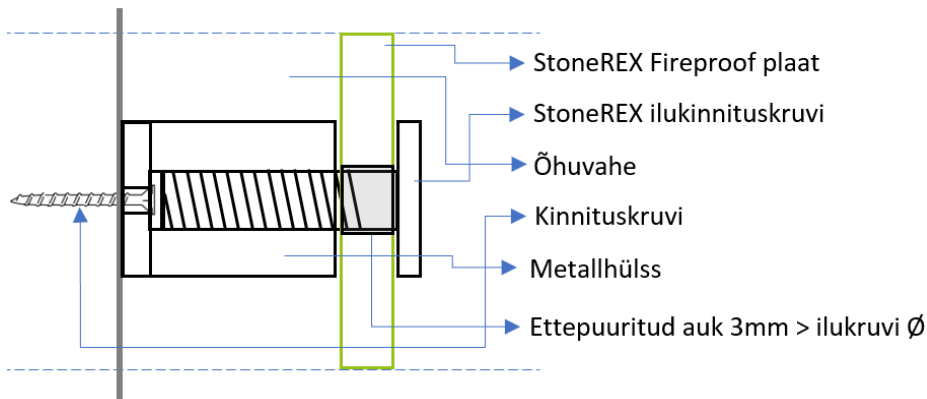 StoneREX Fireproof plaat
StoneREX ilukinnituskruvi
Õhuvahe
Kinnituskruvi
Metallhülss
Ettepuuritud auk 3mm > ilukruvi Ø